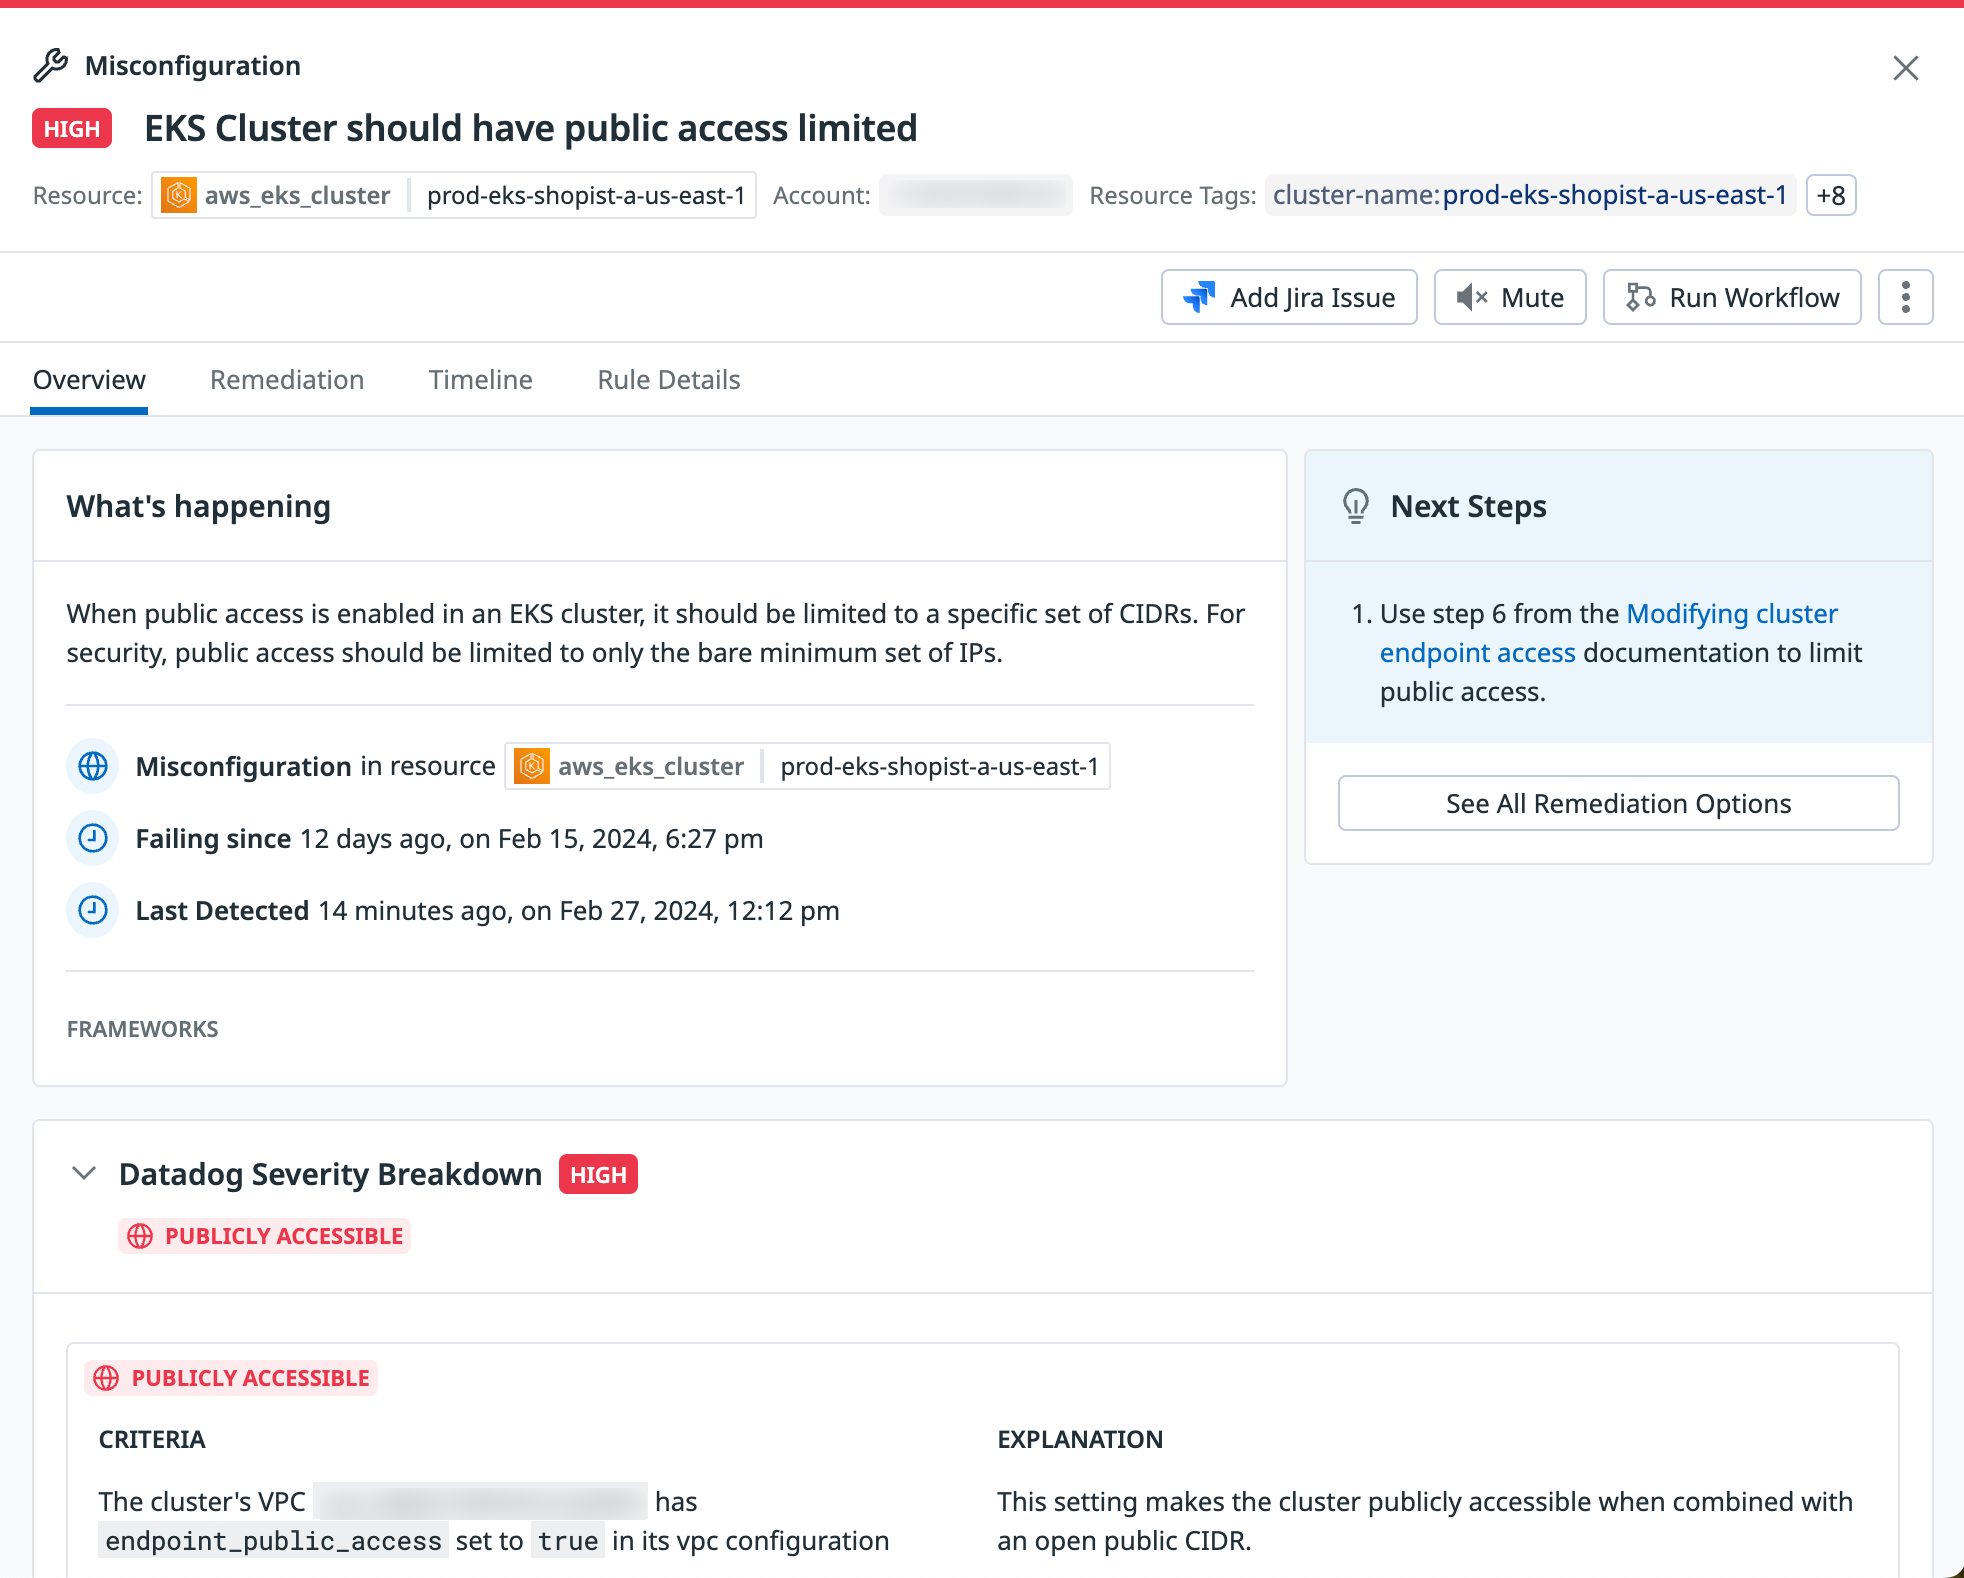 Misconfiguration
HIGH EKS Cluster should have public access limited
Resource: aws_eks_cluster prod-eks-shopist-a-us-east-1 Account: Resource Tags: cluster-name:prod-eks-shopist-a-us-east-1 +8
Add Jira Issue Mute Run Workflow
Overview Remediation Timeline Rule Details
What's happening
When public access is enabled in an EKS cluster, it should be limited to a specific set of CIDRs. For
security, public access should be limited to only the bare minimum set of IPs.
Misconfiguration in resource aws_eks_cluster prod-eks-shopist-a-us-east-1
Failing since 12 days ago, on Feb 15, 2024, 6:27 pm
Last Detected 14 minutes ago, on Feb 27, 2024, 12:12 pm
FRAMEWORKS
Next Steps
1. Use step 6 from the Modifying cluster
endpoint access documentation to limit
public access.
See All Remediation Options
Datadog Severity Breakdown HIGH
PUBLICLY ACCESSIBLE
PUBLICLY ACCESSIBLE
CRITERIA
The cluster's VPC has
endpoint_public_access set to true in its vpc configuration
EXPLANATION
This setting makes the cluster publicly accessible when combined with
an open public CIDR.